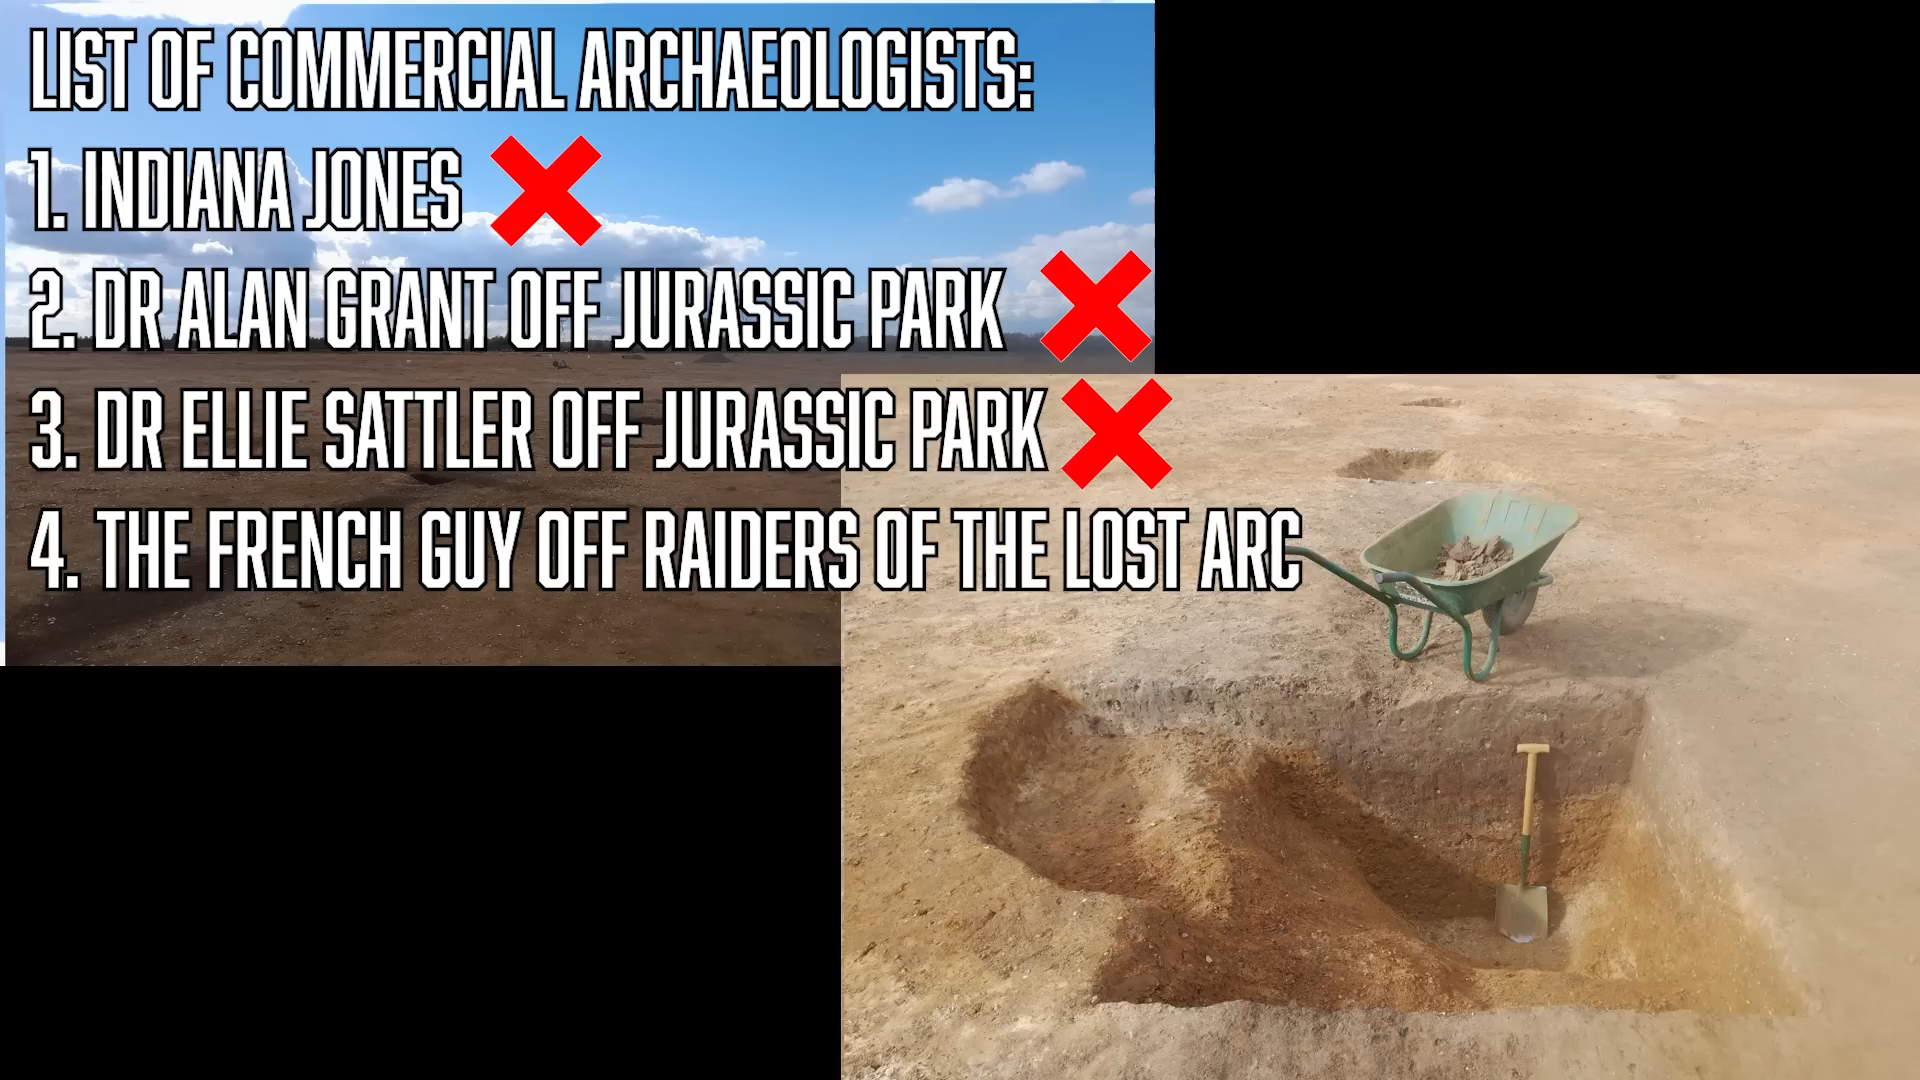 LIST OF COMMERCIAL ARCHAEOLOGISTS:
1. INDIANA JONES
2. DR ALAN GRANT OFF JURASSIC PARK
3. DR ELLIE SATTLER OFF JURASSIC PARK
4. THE FRENCH GUY OFF RAIDERS OF THE LOST ARC